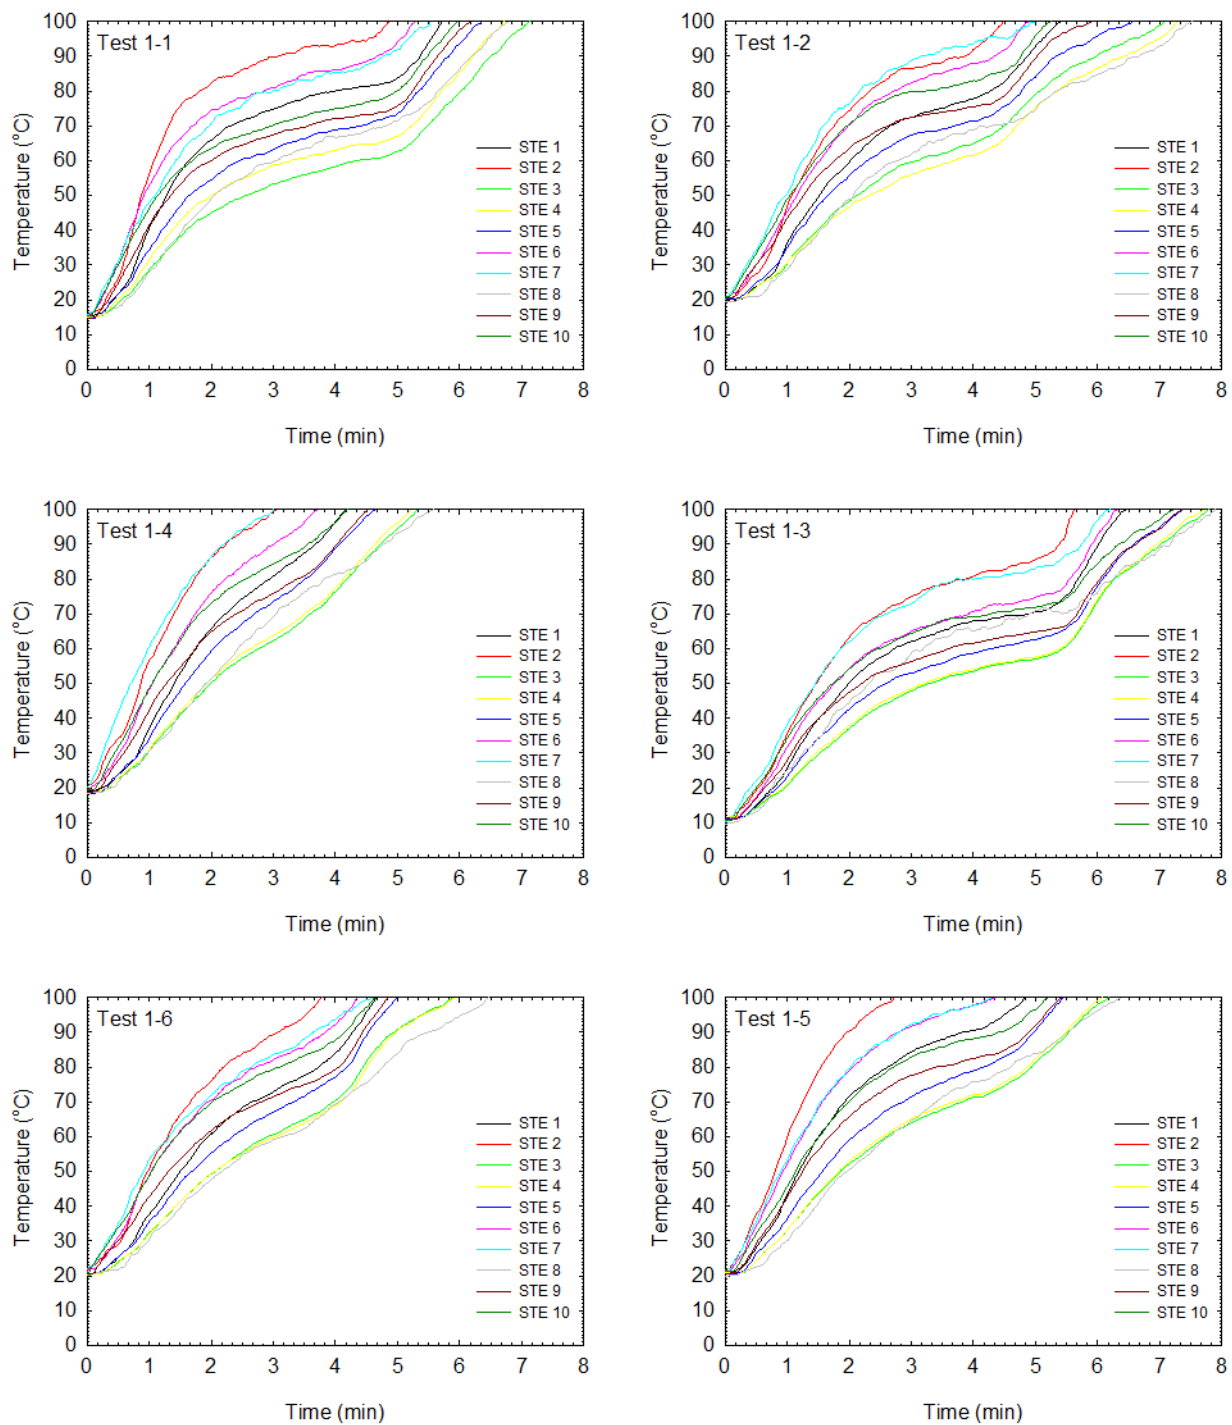 Test 1-1
100
90
80
70
60
50
40
30
20
10
0
Temperature (°C)
0 1 2 3 4 5 6 7 8
Time (min)
STE 1
STE 2
STE 3
STE 4
STE 5
STE 6
STE 7
STE 8
STE 9
STE 10
Test 1-2
100
90
80
70
60
50
40
30
20
10
0
Temperature (°C)
0 1 2 3 4 5 6 7 8
Time (min)
STE 1
STE 2
STE 3
STE 4
STE 5
STE 6
STE 7
STE 8
STE 9
STE 10
Test 1-4
100
90
80
70
60
50
40
30
20
10
0
Temperature (°C)
0 1 2 3 4 5 6 7 8
Time (min)
STE 1
STE 2
STE 3
STE 4
STE 5
STE 6
STE 7
STE 8
STE 9
STE 10
Test 1-3
100
90
80
70
60
50
40
30
20
10
0
Temperature (°C)
0 1 2 3 4 5 6 7 8
Time (min)
STE 1
STE 2
STE 3
STE 4
STE 5
STE 6
STE 7
STE 8
STE 9
STE 10
Test 1-6
100
90
80
70
60
50
40
30
20
10
0
Temperature (°C)
0 1 2 3 4 5 6 7 8
Time (min)
STE 1
STE 2
STE 3
STE 4
STE 5
STE 6
STE 7
STE 8
STE 9
STE 10
Test 1-5
100
90
80
70
60
50
40
30
20
10
0
Temperature (°C)
0 1 2 3 4 5 6 7 8
Time (min)
STE 1
STE 2
STE 3
STE 4
STE 5
STE 6
STE 7
STE 8
STE 9
STE 10